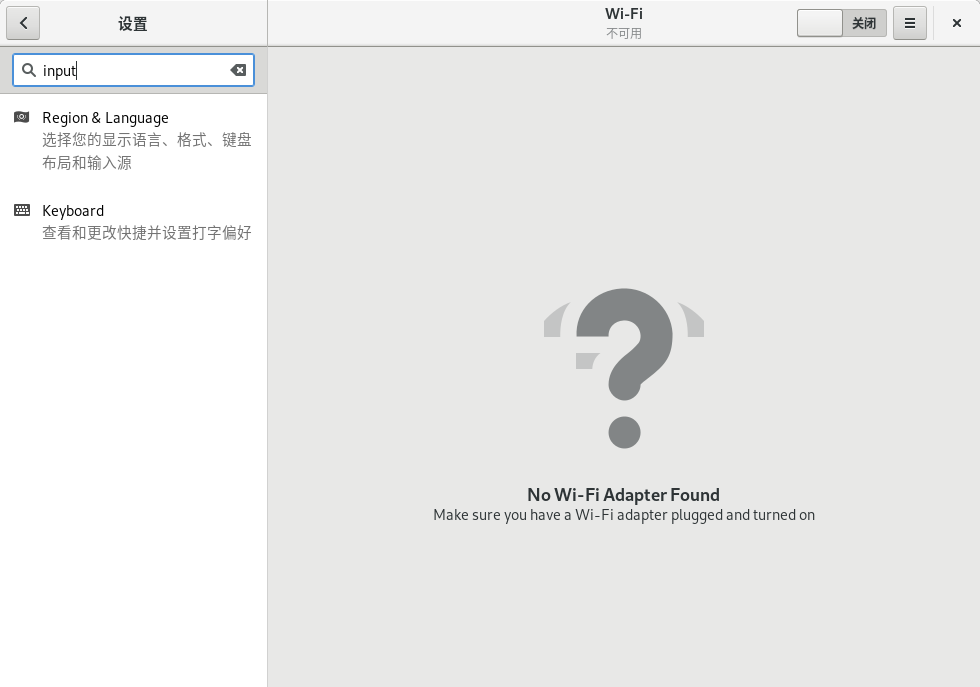 设置
Wi-Fi
不可用
关闭
input
Region & Language
选择您的显示语言、格式、键盘
布局和输入源
Keyboard
查看和更改快捷并设置打字偏好
No Wi-Fi Adapter Found
Make sure you have a Wi-Fi adapter plugged and turned on